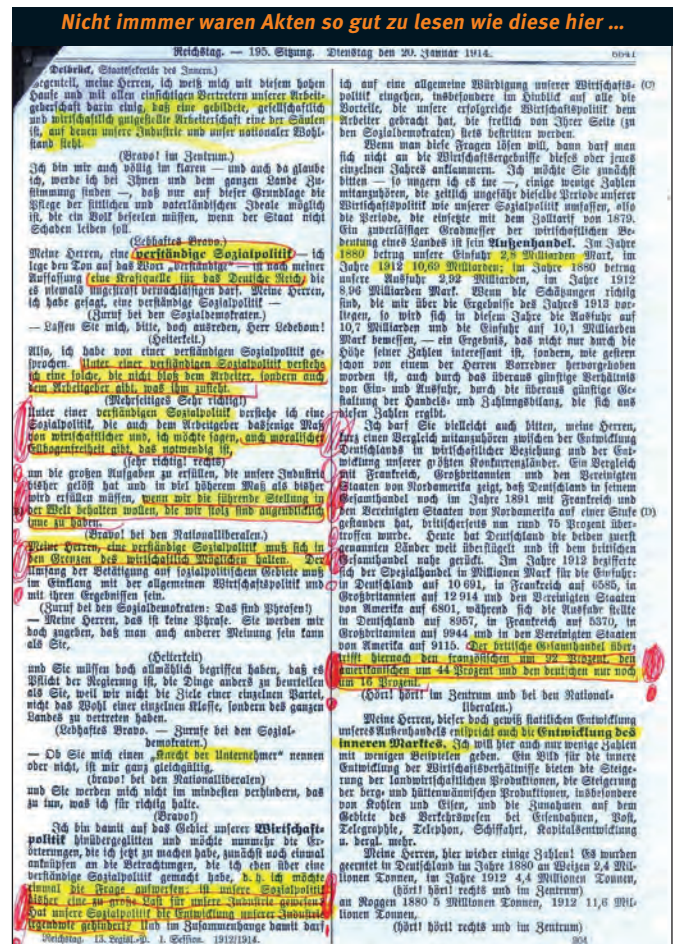 Nicht immmer waren Akten so gut zu lesen wie diese hier ...
Reichstag. — 195. Sitzung. Dienstag den 20. Januar 1914. 6641
(Delbrück, Staatssekretär des Innern.)
Gegenteil, meine Herren, ich weiß mich mit diesem hohen
Hause und mit allen einsichtigen Vertretern unserer Arbeit-
geberschaft darin einig, daß eine gebildete, gesellschaftlich
und wirtschaftlich gutgestellte Arbeiterschaft eine der Säulen
ist, auf denen unsere Industrie und unser nationaler Wohl-
stand steht.
(Bravo! im Zentrum.)
Ich bin mir auch völlig im klaren — und auch da glaube
ich, werde ich bei Ihnen und dem ganzen Lande Zu-
stimmung finden —, daß nur auf dieser Grundlage die
Pflege der sittlichen und vaterländischen Ideale möglich
ist, die ein Volk beseelen müssen, wenn der Staat nicht
Schaden leiden soll.
(Lebhaftes Bravo.)
Meine Herren, eine verständige Sozialpolitik — ich
lege den Ton auf das Wort „verständige“ — ist nach meiner
Auffassung eine Kraftquelle für das Deutsche Reich, die
es niemals ungestraft vernachlässigen darf. Meine Herren,
ich habe gesagt, eine verständige Sozialpolitik —
(Zuruf bei den Sozialdemokraten.)
— Lassen Sie mich, bitte, doch ausreden, Herr Ledebour!
(Heiterkeit.)
Also, ich habe von einer verständigen Sozialpolitik ge-
sprochen. Unter einer verständigen Sozialpolitik verstehe
ich eine solche, die nicht bloß dem Arbeiter, sondern auch
dem Arbeitgeber gibt, was ihm zusteht.
(Mehrseitiges Sehr richtig!)
Unter einer verständigen Sozialpolitik verstehe ich eine
Sozialpolitik, die auch dem Arbeitgeber dasjenige Maß
von wirtschaftlicher und, ich möchte sagen, auch moralischer
Ellbogenfreiheit gibt, das notwendig ist,
(sehr richtig! rechts)
um die großen Aufgaben zu erfüllen, die unsere Industrie
bisher gelöst hat und in viel höherem Maß als bisher
wird erfüllen müssen, wenn wir die führende Stellung in
der Welt behalten wollen, die wir stolz sind augenblicklich
inne zu haben.
(Bravo! bei den Nationalliberalen.)
Meine Herren, eine verständige Sozialpolitik muß sich in
den Grenzen des wirtschaftlich Möglichen halten. Der
Umfang der Betätigung auf sozialpolitischem Gebiete muß
im Einklang mit der allgemeinen Wirtschaftspolitik und
mit ihren Ergebnissen sein.
(Zuruf bei den Sozialdemokraten: Das sind Phrasen!)
— Meine Herren, das ist keine Phrase. Sie werden mir
doch zugeben, daß man auch anderer Meinung sein kann
als Sie,
(Heiterkeit)
und Sie müssen doch allmählich begriffen haben, daß es
Pflicht der Regierung ist, die Dinge anders zu beurteilen
als Sie, weil wir nicht die Ziele einer einzelnen Partei,
nicht das Wohl einer einzelnen Klasse, sondern des ganzen
Landes zu vertreten haben.
(Lebhaftes Bravo. — Zurufe bei den Sozial-
demokraten.)
— Ob Sie mich einen „Knecht der Unternehmer“ nennen
oder nicht, ist mir ganz gleichgültig,
(bravo! bei den Nationalliberalen)
und Sie werden mich nicht im mindesten verhindern, das
zu tun, was ich für richtig halte.
(Bravo!)
Ich bin damit auf das Gebiet unserer Wirtschafts-
politik hinübergeglitten und möchte nunmehr die Er-
örterungen, die ich jetzt zu machen habe, zunächst noch einmal
anknüpfen an die Betrachtungen, die ich eben über eine
verständige Sozialpolitik gemacht habe, d. h. ich möchte
einmal die Frage aufwerfen: ist unsere Sozialpolitik
bisher eine zu große Last für unsere Industrie gewesen?
Hat unsere Sozialpolitik die Entwicklung unserer Industrie
irgendwie gehindert? Und im Zusammenhange damit darf
Reichstag. 13. Legisl.-P. 1. Session. 1912/1914.
ich auf eine allgemeine Würdigung unserer Wirtschafts- (C)
politik eingehen, insbesondere im Hinblick auf alle die
Vorteile, die unsere erfolgreiche Wirtschaftspolitik dem
Arbeiter gebracht hat, die freilich von Ihrer Seite (zu
den Sozialdemokraten) stets bestritten werden.
Wenn man diese Fragen lösen will, dann darf man
sich nicht an die Wirtschaftsergebnisse dieses oder jenes
einzelnen Jahres anklammern. Ich möchte Sie zunächst
bitten — so ungern ich es tue —, einige wenige Zahlen
mitanzuhören, die zeitlich ungefähr dieselbe Periode unserer
Wirtschaftspolitik wie unserer Sozialpolitik umfassen, also
die Periode, die einsetzte mit dem Zolltarif von 1879.
Ein zuverlässiger Gradmesser der wirtschaftlichen Be-
deutung eines Landes ist sein Außenhandel. Im Jahre
1880 betrug unsere Einfuhr 2,8 Milliarden Mark, im
Jahre 1912 10,69 Milliarden; im Jahre 1880 betrug
unsere Ausfuhr 2,92 Milliarden, im Jahre 1912
8,96 Milliarden Mark. Wenn die Schätzungen richtig
sind, die mir über die Ergebnisse des Jahres 1913 vor-
liegen, so wird sich in diesem Jahre die Ausfuhr auf
10,7 Milliarden und die Einfuhr auf 10,1 Milliarden
Mark bemessen, — ein Ergebnis, das nicht nur durch die
Höhe seiner Zahlen interessant ist, sondern, wie gestern
schon von einem der Herren Vorredner hervorgehoben
worden ist, auch durch das überaus günstige Verhältnis
von Ein- und Ausfuhr, durch die überaus günstige Ge-
staltung der Handels- und Zahlungsbilanz, die sich aus
diesen Zahlen ergibt.
Ich darf Sie vielleicht auch bitten, meine Herren,
kurz einen Vergleich mitanzuhören zwischen der Entwicklung
Deutschlands in wirtschaftlicher Beziehung und der Ent-
wicklung unserer größten Konkurrenzländer. Ein Vergleich
mit Frankreich, Großbritannien und den Vereinigten
Staaten von Nordamerika zeigt, daß Deutschland in seinem
Gesamthandel noch im Jahre 1891 mit Frankreich und
den Vereinigten Staaten von Nordamerika auf einer Stufe (D)
gestanden hat, britischerseits um rund 75 Prozent über-
troffen wurde. Heute hat Deutschland die beiden zuerst
genannten Länder weit überflügelt und ist dem britischen
Gesamthandel nahe gerückt. Im Jahre 1912 bezifferte
sich der Spezialhandel in Millionen Mark für die Einfuhr:
in Deutschland auf 10 691, in Frankreich auf 6585, in
Großbritannien auf 12 914 und den Vereinigten Staaten
von Amerika auf 6801, während sich die Ausfuhr stellte
in Deutschland auf 8957, in Frankreich auf 5370, in
Großbritannien auf 9944 und in den Vereinigten Staaten
von Amerika auf 9115. Der britische Gesamthandel über-
trifft hiernach den französischen um 92 Prozent, den
amerikanischen um 44 Prozent und den deutschen nur noch
um 16 Prozent.
(Hört! hört! im Zentrum und bei den National-
liberalen.)
Meine Herren, dieser doch gewiß stattlichen Entwicklung
unseres Außenhandels entspricht auch die Entwicklung des
inneren Marktes. Ich will hier auch nur wenige Zahlen
mit wenigen Beispielen geben. Ein Bild für die innere
Entwicklung der Wirtschaftsverhältnisse bieten die Steige-
rung der landwirtschaftlichen Produktionen, die Steigerung
der berg- und hüttenmännischen Produktionen, insbesondere
von Kohlen und Eisen, und die Zunahmen auf dem
Gebiete des Verkehrswesen bei Eisenbahnen, Post,
Telegraphie, Telephon, Schiffahrt, Kapitalsentwicklung
u. dergl. mehr.
Meine Herren, hier wieder einige Zahlen! Es wurden
geerntet in Deutschland im Jahre 1880 an Weizen 2,4 Mil-
lionen Tonnen, im Jahre 1912 4,4 Millionen Tonnen,
(hört! hört! rechts und im Zentrum)
an Roggen 1880 5 Millionen Tonnen, 1912 11,6 Mil-
lionen Tonnen,
(hört! hört! rechts und im Zentrum)
904